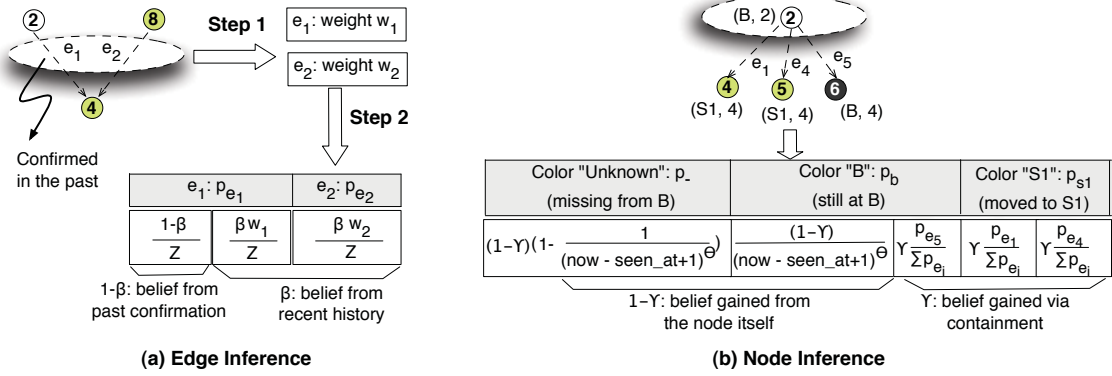 2
8
e1
e2
4
Confirmed
in the past
Step 1
e1: weight w1
e2: weight w2
Step 2
e1: pe1
e2: pe2
1-β
Z
β w1
Z
β w2
Z
1-β: belief from
past confirmation
β: belief from
recent history
(a) Edge Inference
(B, 2) 2
e1
e4
e5
4
5
6
(S1, 4)
(S1, 4)
(B, 4)
Color "Unknown": p-
(missing from B)
Color "B": pb
(still at B)
Color "S1": ps1
(moved to S1)
(1-γ)(1- 1 / (now - seen_at+1)^θ)
(1-γ) / (now - seen_at+1)^θ
γ pe5 / Σpei
γ pe1 / Σpei
γ pe4 / Σpei
1-γ: belief gained from
the node itself
γ: belief gained via
containment
(b) Node Inference